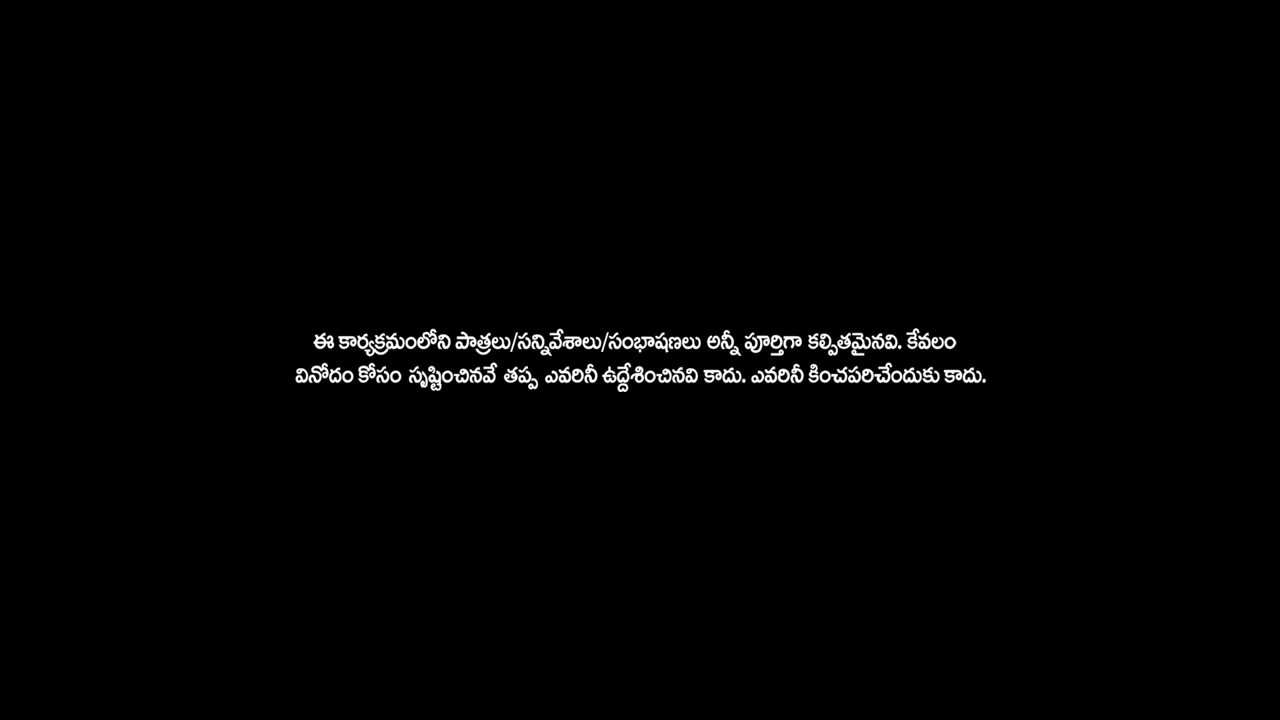 ఈ కార్యక్రమంలోని పాత్రలు/సన్నివేశాలు/సంభాషణలు అన్నీ పూర్తిగా కల్పితమైనవి. కేవలం
వినోదం కోసం సృష్టించినవే తప్ప ఎవరినీ ఉద్దేశించినవి కాదు. ఎవరినీ కించపరిచేందుకు కాదు.